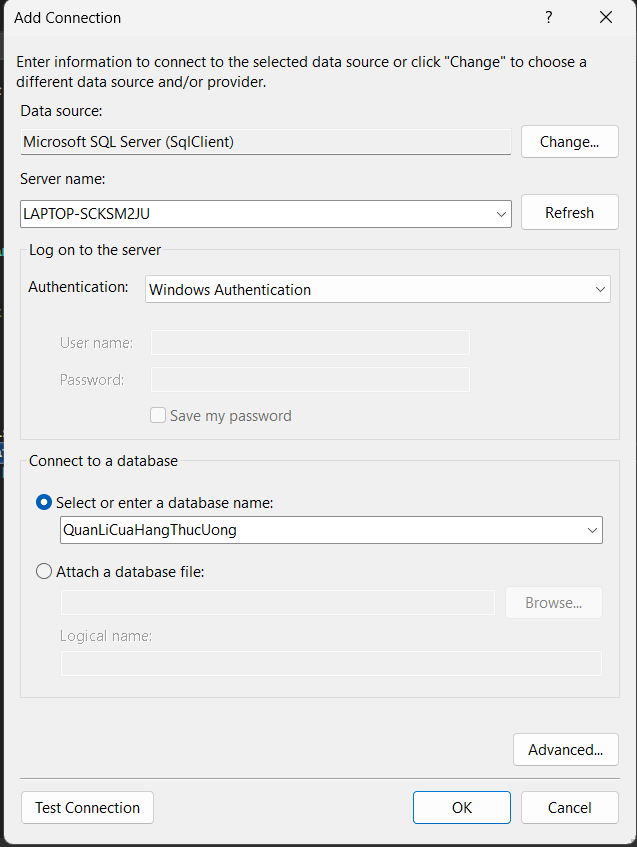 Add Connection
?
Enter information to connect to the selected data source or click "Change" to choose a
different data source and/or provider.
Data source:
Microsoft SQL Server (SqlClient)
Change...
Server name:
LAPTOP-SCKSM2JU
Refresh
Log on to the server
Authentication:
Windows Authentication
User name:
Password:
Save my password
Connect to a database
Select or enter a database name:
QuanLiCuaHangThucUong
Attach a database file:
Browse...
Logical name:
Advanced...
Test Connection
OK
Cancel